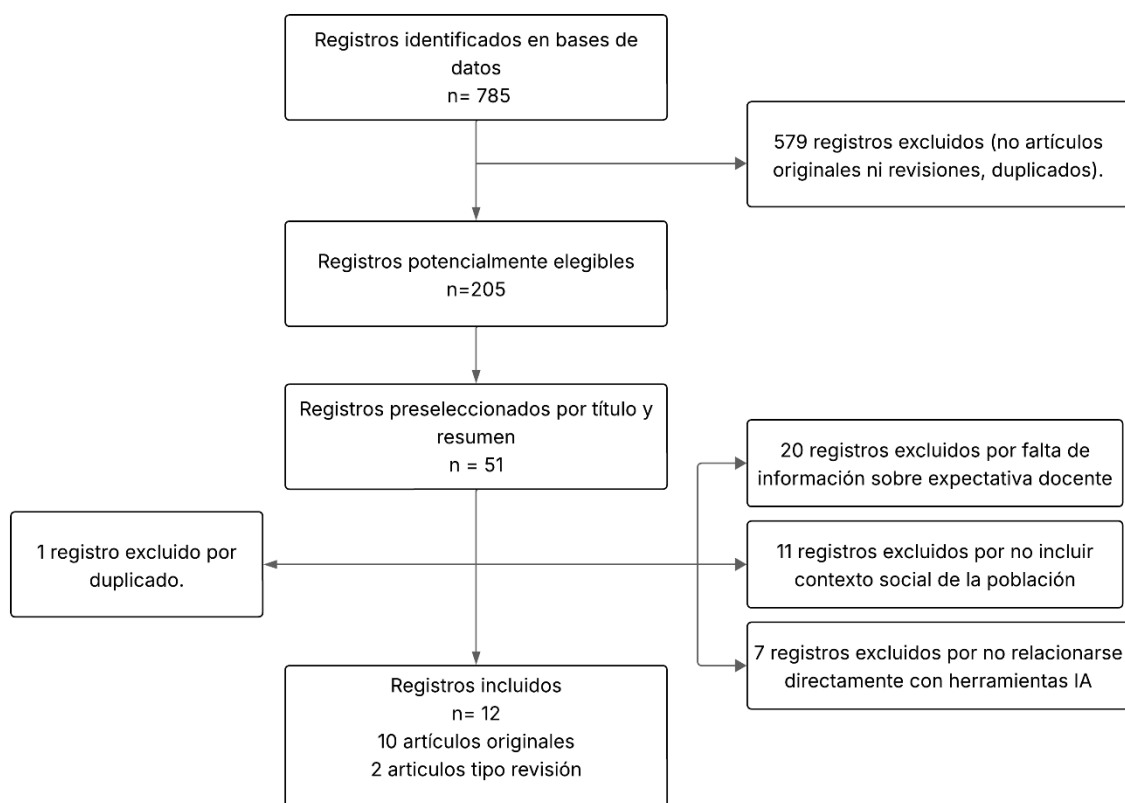 Registros identificados en bases de
datos
n= 785
579 registros excluidos (no artículos
originales ni revisiones, duplicados).
Registros potencialmente elegibles
n=205
Registros preseleccionados por título y
resumen
n = 51
20 registros excluidos por falta de
información sobre expectativa docente
1 registro excluido por
duplicado.
11 registros excluidos por no incluir
contexto social de la población
7 registros excluidos por no relacionarse
directamente con herramientas IA
Registros incluidos
n= 12
10 artículos originales
2 articulos tipo revisión